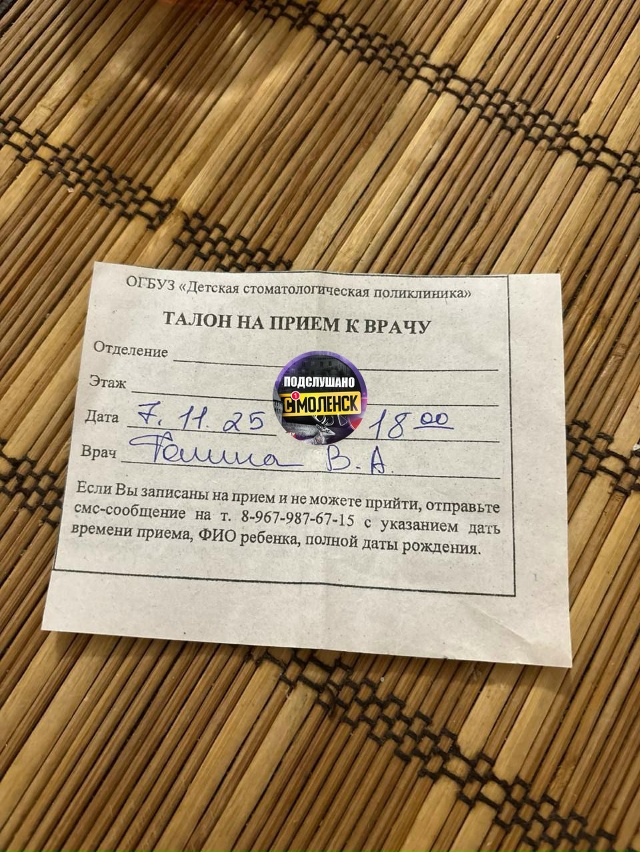 ОГБУЗ «Детская стоматологическая поликлиника»
ТАЛОН НА ПРИЕМ К ВРАЧУ
Отделение
Этаж
Дата 7. 11. 25 18 00
ПОДСЛУШАНО
СМОЛЕНСК
Врач В. А.
Если Вы записаны на прием и не можете прийти, отправьте
смс-сообщение на т. 8-967-987-67-15 с указанием дать
времени приема, ФИО ребенка, полной даты рождения.